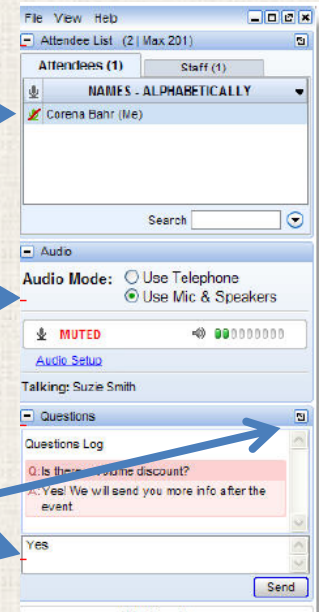 File View Help
Attendee List (2 | Max 201)
Attendees (1) Staff (1)
NAMES - ALPHABETICALLY
Corena Bahr (Me)
Search
Audio
Audio Mode: Use Telephone
Use Mic & Speakers
MUTED
Audio Setup
Talking: Suzie Smith
Questions
Questions Log
Q: Is there volume discount?
A: Yes! We will send you more info after the
event
Yes
Send